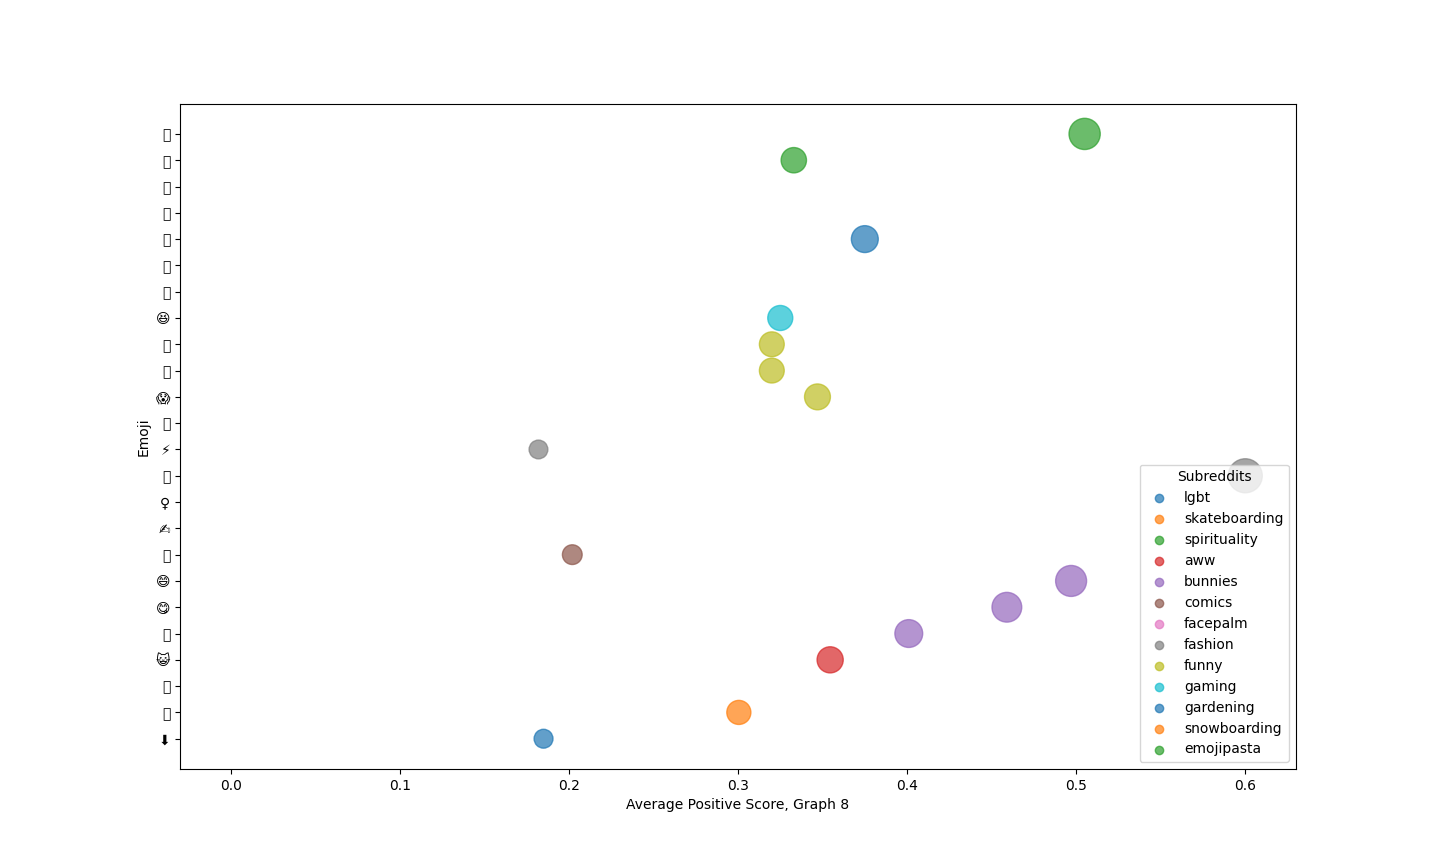 😆
😱
⚡
♀
✍
😄
😋
😺
⬇
Emoji
0.0 0.1 0.2 0.3 0.4 0.5 0.6
Average Positive Score, Graph 8
Subreddits
lgbt
skateboarding
spirituality
aww
bunnies
comics
facepalm
fashion
funny
gaming
gardening
snowboarding
emojipasta